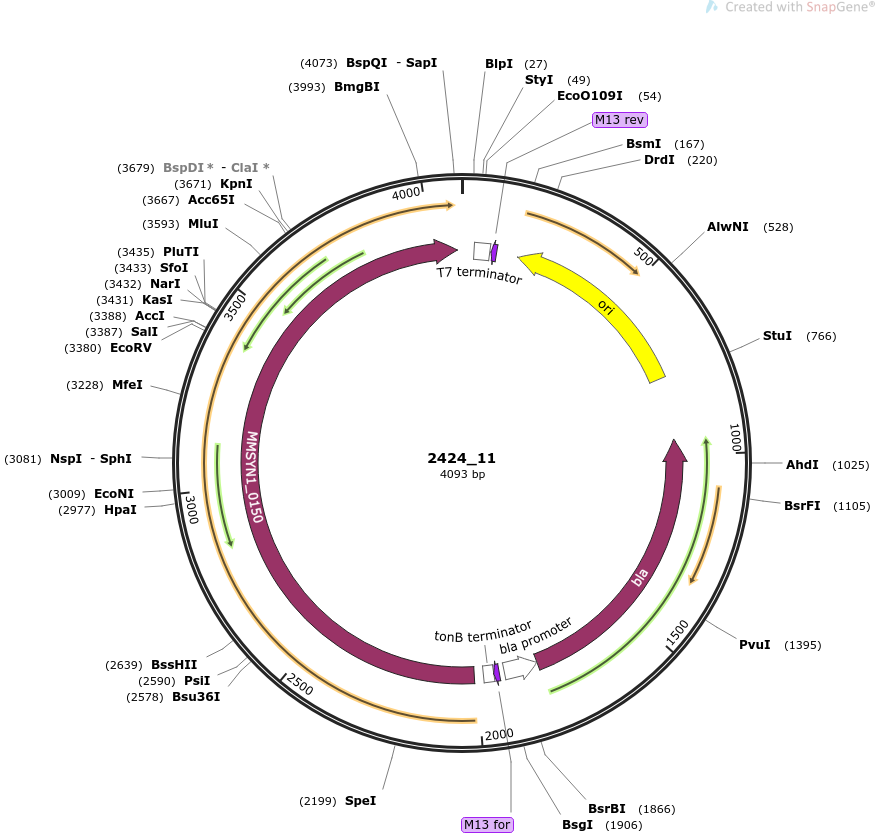 Created with SnapGene®
(4073) BspQI - SapI
(3993) BmgBI
BlpI (27)
StyI (49)
EcoO109I (54)
M13 rev
BsmI (167)
DrdI (220)
AlwNI (528)
StuI (766)
AhdI (1025)
BsrFI (1105)
PvuI (1395)
BsrBI (1866)
BsgI (1906)
M13 for
(2199) SpeI
(2578) Bsu36I
(2590) PsiI
(2639) BssHII
(2977) HpaI
(3009) EcoNI
(3081) NspI - SphI
(3228) MfeI
(3380) EcoRV
(3387) SalI
(3388) AccI
(3431) KasI
(3432) NarI
(3433) SfoI
(3435) PluTI
(3593) MluI
(3667) Acc65I
(3671) KpnI
(3679) BspDI * - ClaI *
500
1000
1500
2000
2500
3000
3500
4000
T7 terminator
ori
bla
bla promoter
tonB terminator
MMSYN1_0150
2424_11
4093 bp